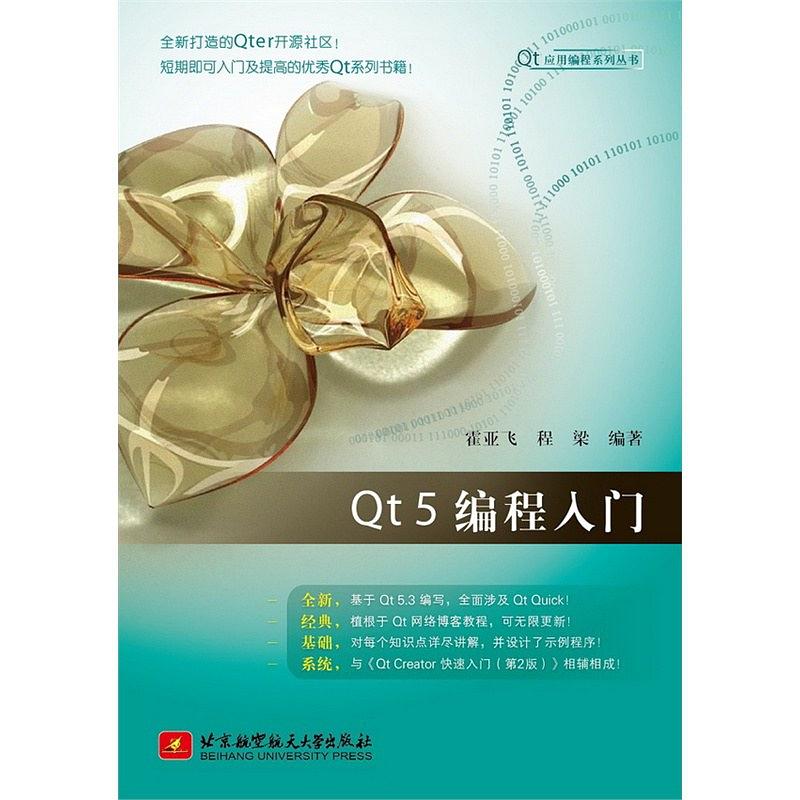 全新打造的Qter开源社区！
短期即可入门及提高的优秀Qt系列书籍！
Qt 应用编程系列丛书
霍亚飞 程 梁 编著
Qt 5 编程入门
全新，基于 Qt 5.3 编写，全面涉及 Qt Quick！
经典，植根于 Qt 网络博客教程，可无限更新！
基础，对每个知识点详尽讲解，并设计了示例程序！
系统，与《Qt Creator 快速入门（第2版）》相辅相成！
北京航空航天大学出版社
BEIHANG UNIVERSITY PRESS